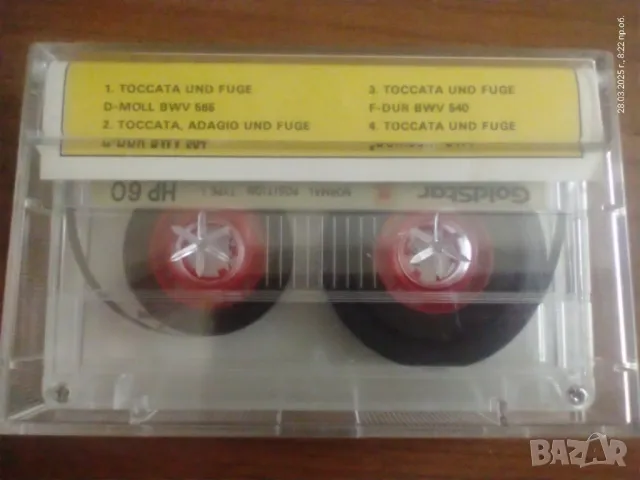 1. TOCCATA UND FUGE
D-MOLL BWV 565
2. TOCCATA, ADAGIO UND FUGE
3. TOCCATA UND FUGE
F-DUR BWV 540
4. TOCCATA UND FUGE
GoldStar
NORMAL POSITION TYPE I
HP 60
28.03.2025 г., 8:22 пр.об.
BAZAR